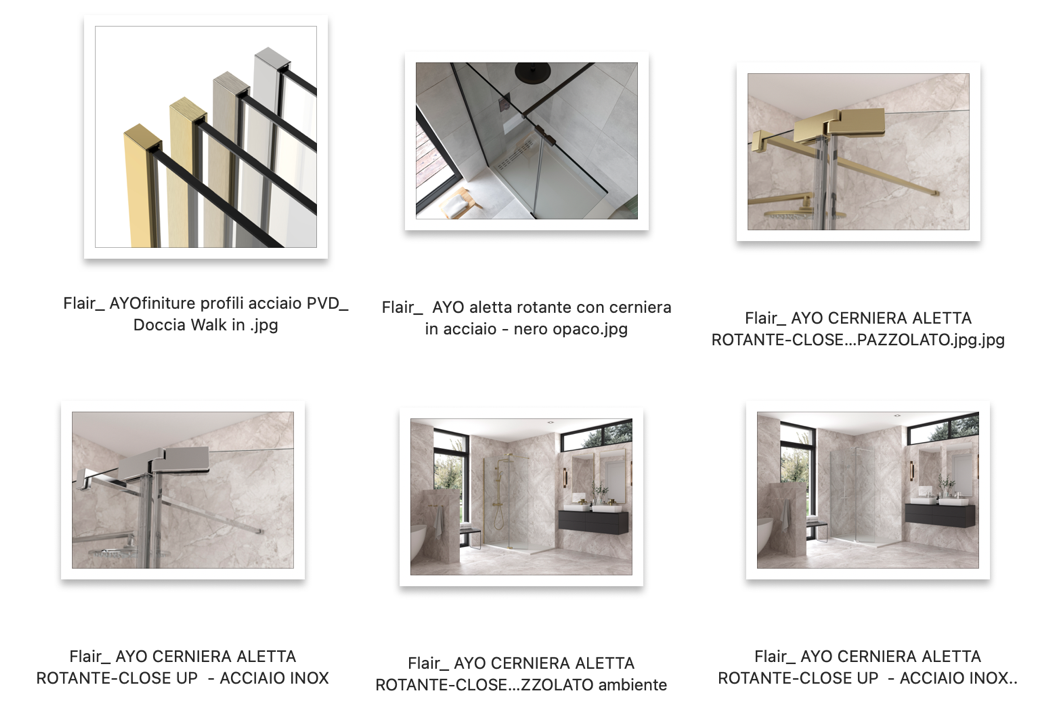 Flair_ AYOfiniture profili acciaio PVD_
Doccia Walk in .jpg
Flair_  AYO aletta rotante con cerniera
in acciaio - nero opaco.jpg
Flair_ AYO CERNIERA ALETTA
ROTANTE-CLOSE...PAZZOLATO.jpg.jpg
Flair_ AYO CERNIERA ALETTA
ROTANTE-CLOSE UP  - ACCIAIO INOX
Flair_ AYO CERNIERA ALETTA
ROTANTE-CLOSE...ZZOLATO ambiente
Flair_ AYO CERNIERA ALETTA
ROTANTE-CLOSE UP  - ACCIAIO INOX..